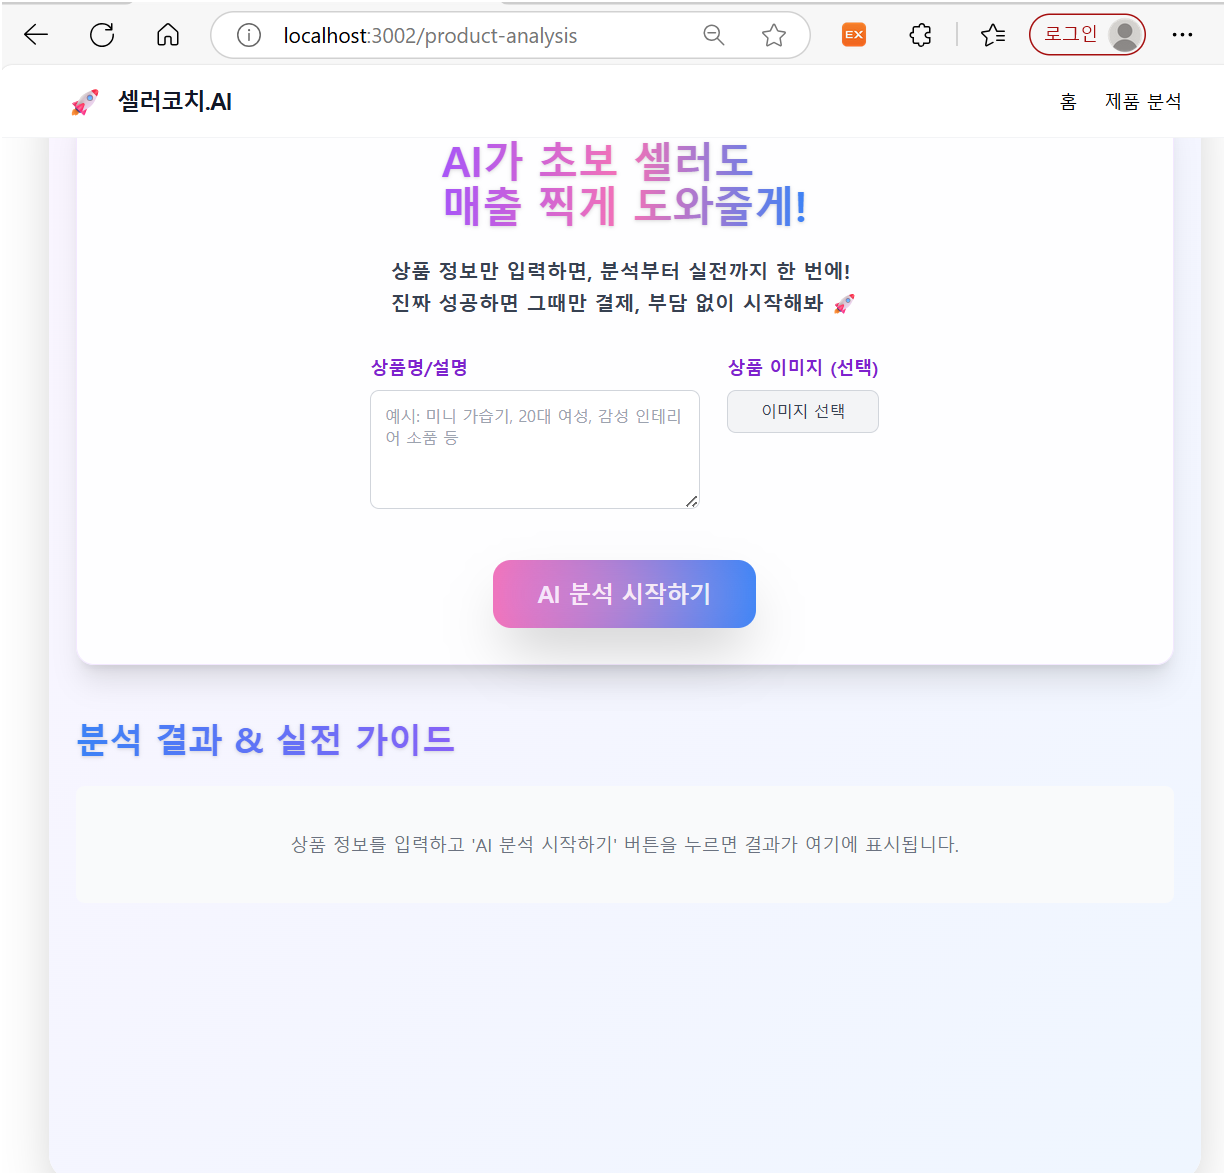 localhost:3002/product-analysis
EX
로그인
셀러코치.AI
홈
제품 분석
AI가 초보 셀러도
매출 찍게 도와줄게!
상품 정보만 입력하면, 분석부터 실전까지 한 번에!
진짜 성공하면 그때만 결제, 부담 없이 시작해봐 🚀
상품명/설명
상품 이미지 (선택)
예시: 미니 가습기, 20대 여성, 감성 인테리
어 소품 등
이미지 선택
AI 분석 시작하기
분석 결과 & 실전 가이드
상품 정보를 입력하고 'AI 분석 시작하기' 버튼을 누르면 결과가 여기에 표시됩니다.